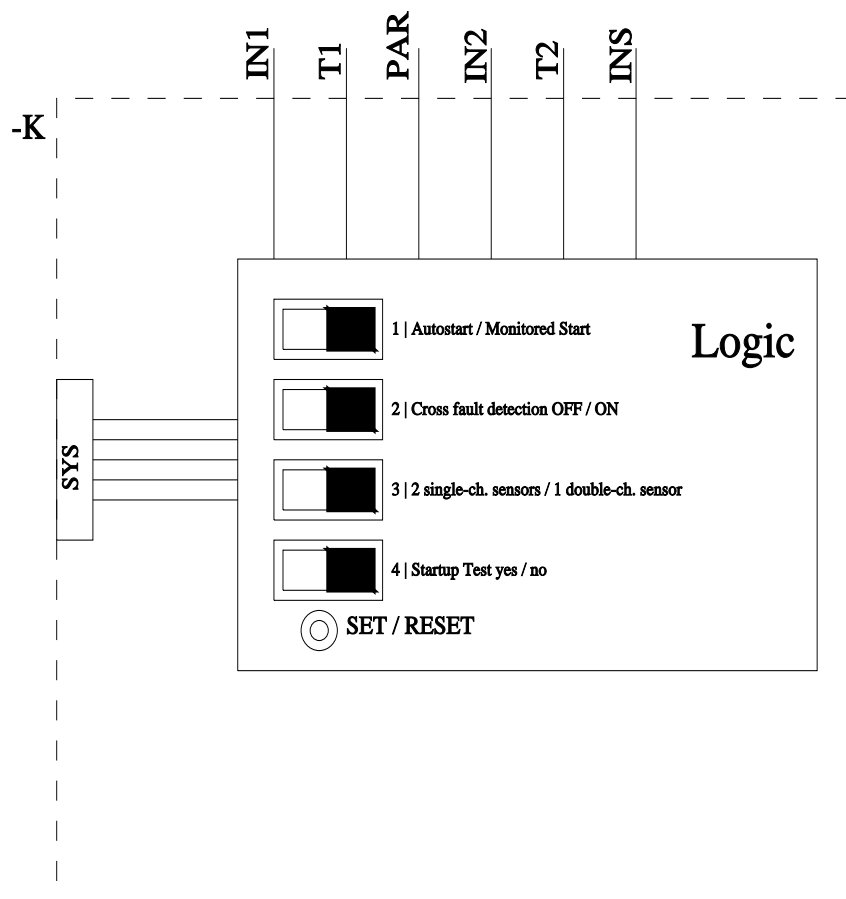 IN1
T1
PAR
IN2
T2
INS
-K
1 | Autostart / Monitored Start
Logic
2 | Cross fault detection OFF / ON
SYS
3 | 2 single-ch. sensors / 1 double-ch. sensor
4 | Startup Test yes / no
SET / RESET